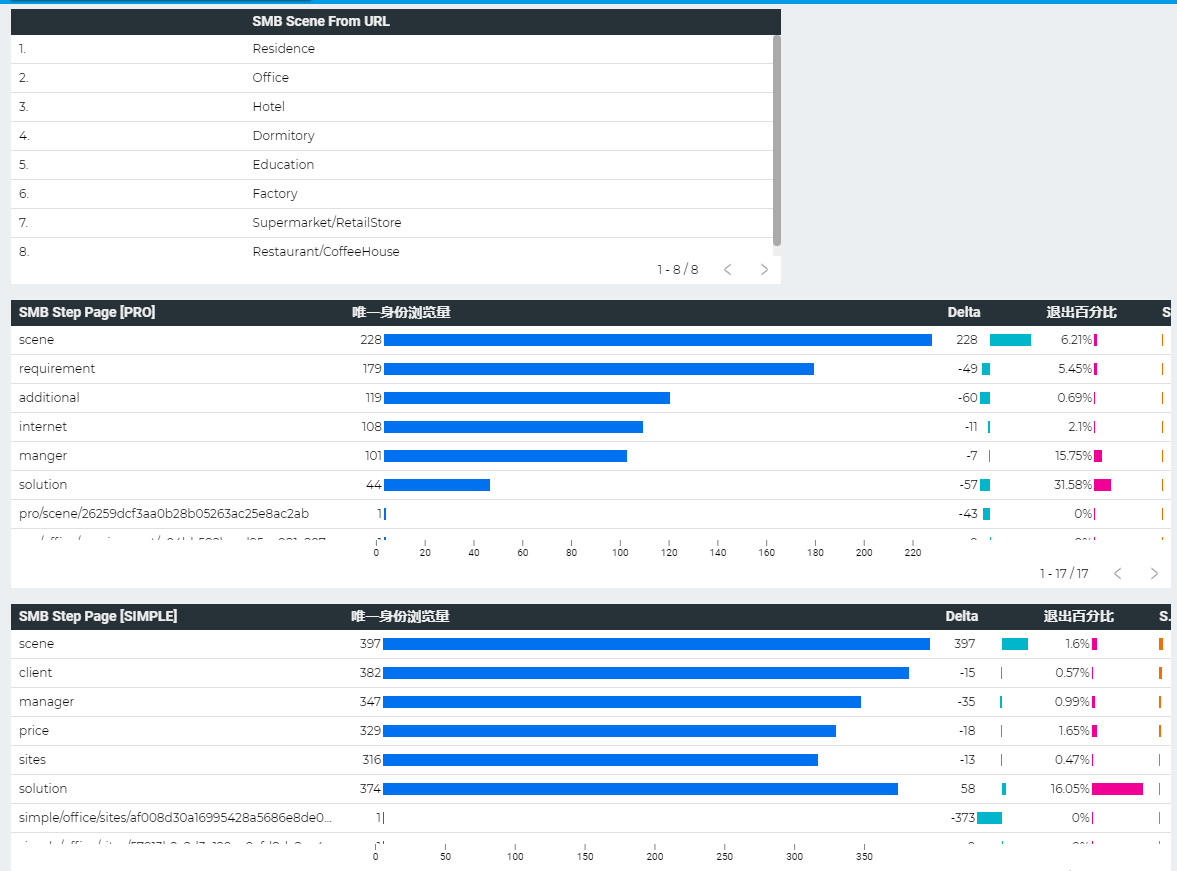 SMB Scene From URL
1. Residence
2. Office
3. Hotel
4. Dormitory
5. Education
6. Factory
7. Supermarket/RetailStore
8. Restaurant/CoffeeHouse
1 - 8 / 8 < >
SMB Step Page [PRO] 唯一身份浏览量 Delta 退出百分比 S
scene 228 228 6.21%
requirement 179 -49 5.45%
additional 119 -60 0.69%
internet 108 -11 2.1%
manger 101 -7 15.75%
solution 44 -57 31.58%
pro/scene/26259dcf3aa0b28b05263ac25e8ac2ab 1 -43 0%
0 20 40 60 80 100 120 140 160 180 200 220
1 - 17 / 17 < >
SMB Step Page [SIMPLE] 唯一身份浏览量 Delta 退出百分比 S.
scene 397 397 1.6%
client 382 -15 0.57%
manager 347 -35 0.99%
price 329 -18 1.65%
sites 316 -13 0.47%
solution 374 58 16.05%
simple/office/sites/af008d30a16995428a5686e8de0... 1 -373 0%
0 50 100 150 200 250 300 350